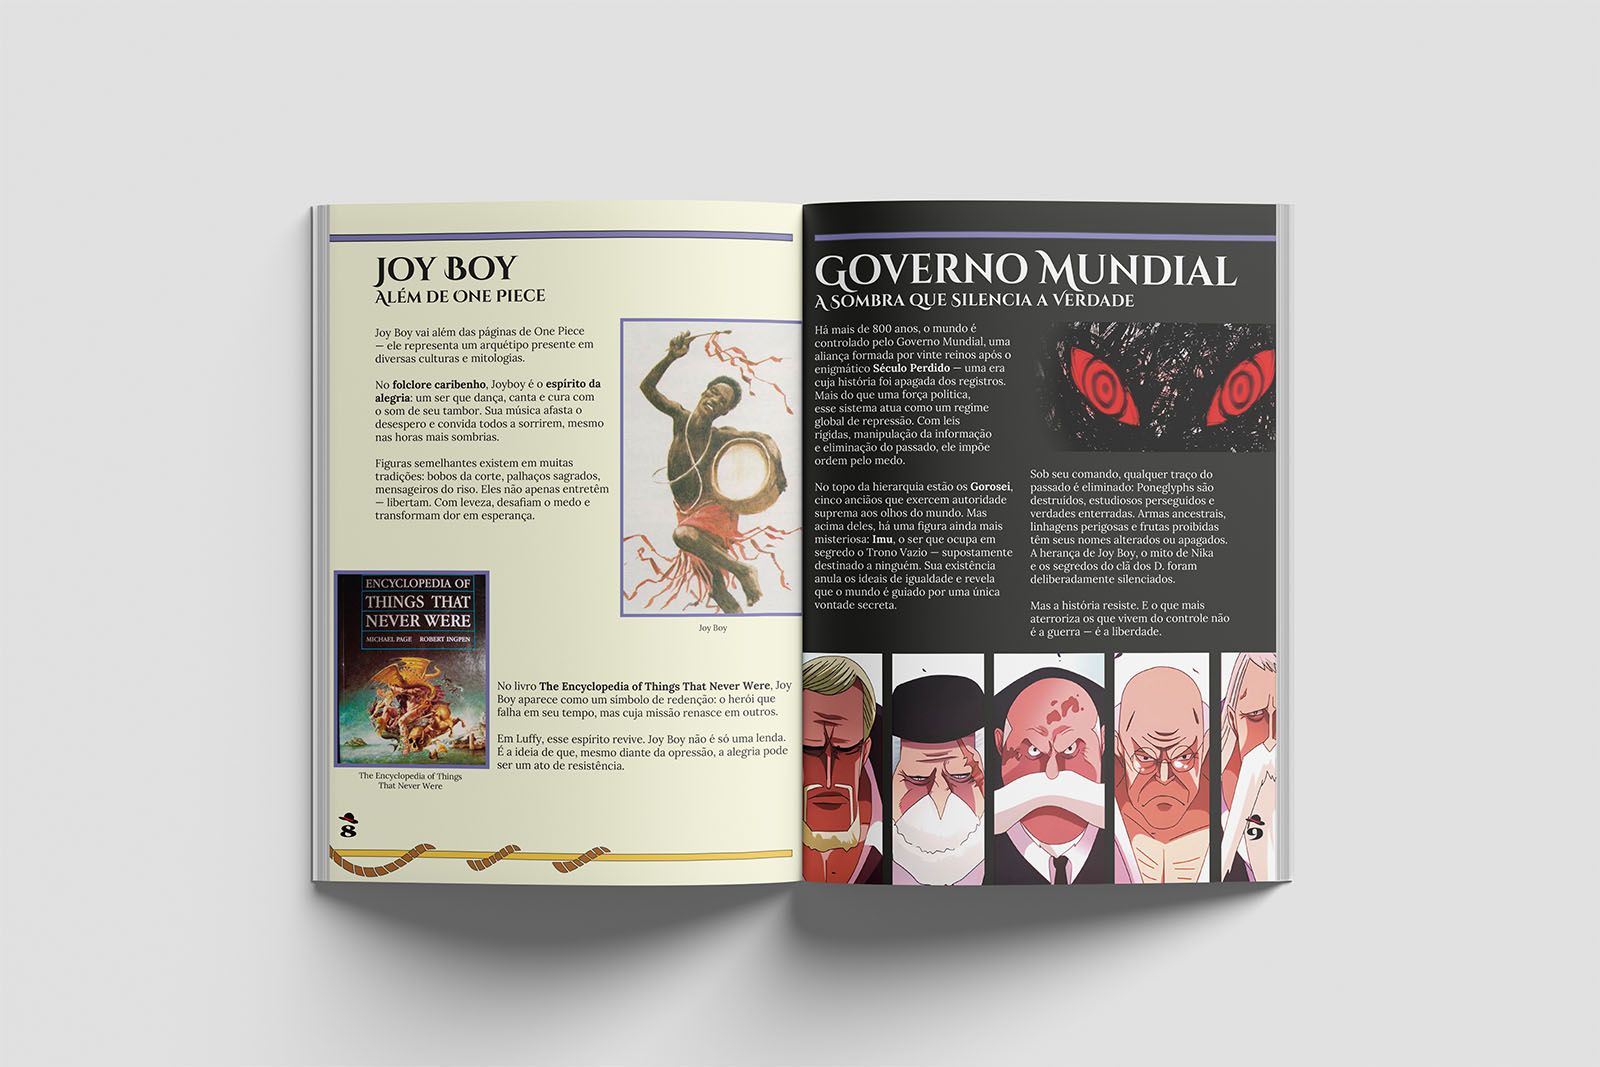 JOY BOY
ALÉM DE ONE PIECE
Joy Boy vai além das páginas de One Piece
— ele representa um arquétipo presente em
diversas culturas e mitologias.
No folclore caribenho, Joyboy é o espírito da
alegria: um ser que dança, canta e cura com
o som de seu tambor. Sua música afasta o
desespero e convida todos a sorrirem, mesmo
nas horas mais sombrias.
Figuras semelhantes existem em muitas
tradições: bobos da corte, palhaços sagrados,
mensageiros do riso. Eles não apenas entretêm
— libertam. Com leveza, desafiam o medo e
transformam dor em esperança.
Joy Boy
ENCYCLOPEDIA OF
THINGS THAT
NEVER WERE
MICHAEL PAGE ROBERT INGPEN
The Encyclopedia of Things
That Never Were
No livro The Encyclopedia of Things That Never Were, Joy
Boy aparece como um símbolo de redenção: o herói que
falha em seu tempo, mas cuja missão renasce em outros.
Em Luffy, esse espírito revive. Joy Boy não é só uma lenda.
É a ideia de que, mesmo diante da opressão, a alegria pode
ser um ato de resistência.
8
GOVERNO MUNDIAL
A SOMBRA QUE SILENCIA A VERDADE
Há mais de 800 anos, o mundo é
controlado pelo Governo Mundial, uma
aliança formada por vinte reinos após o
enigmático Século Perdido — uma era
cuja história foi apagada dos registros.
Mais do que uma força política,
esse sistema atua como um regime
global de repressão. Com leis
rígidas, manipulação da informação
e eliminação do passado, ele impõe
ordem pelo medo.
No topo da hierarquia estão os Gorosei,
cinco anciãos que exercem autoridade
suprema aos olhos do mundo. Mas
acima deles, há uma figura ainda mais
misteriosa: Imu, o ser que ocupa em
segredo o Trono Vazio — supostamente
destinado a ninguém. Sua existência
anula os ideais de igualdade e revela
que o mundo é guiado por uma única
vontade secreta.
Sob seu comando, qualquer traço do
passado é eliminado: Poneglyphs são
destruídos, estudiosos perseguidos e
verdades enterradas. Armas ancestrais,
linhagens perigosas e frutas proibidas
têm seus nomes alterados ou apagados.
A herança de Joy Boy, o mito de Nika
e os segredos do clã dos D. foram
deliberadamente silenciados.
Mas a história resiste. E o que mais
aterroriza os que vivem do controle não
é a guerra — é a liberdade.
9